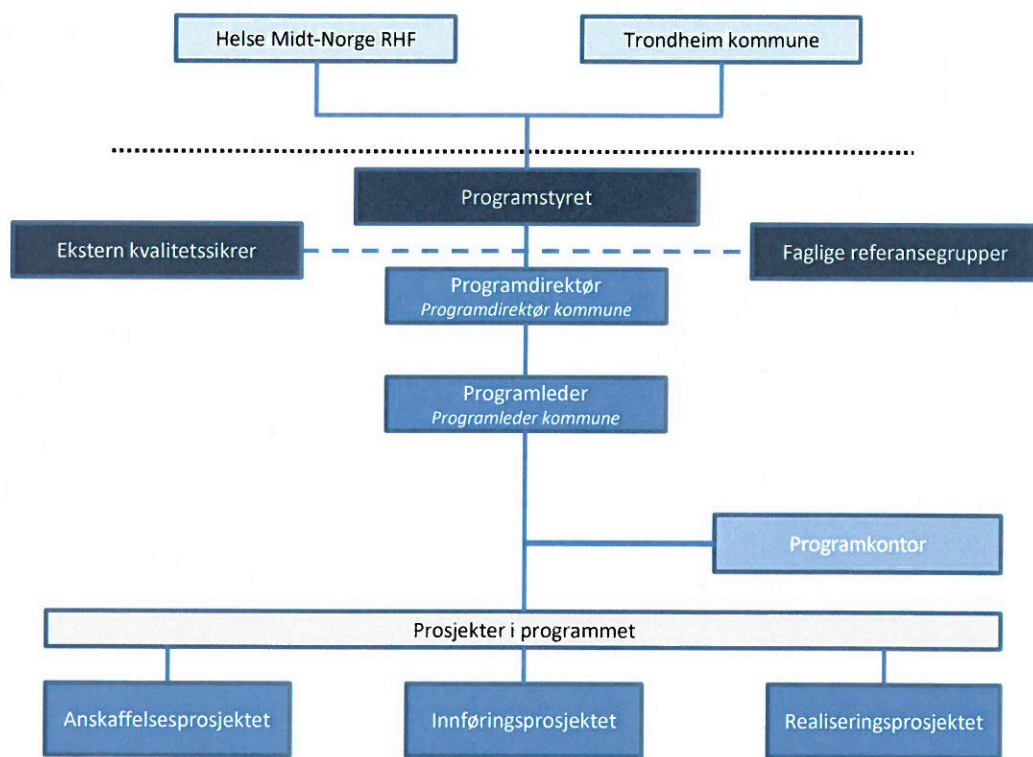 Helse Midt-Norge RHF
Trondheim kommune
Programstyret
Ekstern kvalitetssikrer
Faglige referansegrupper
Programdirektør
Programdirektør kommune
Programleder
Programleder kommune
Programkontor
Prosjekter i programmet
Anskaffelsesprosjektet
Innføringsprosjektet
Realiseringsprosjektet